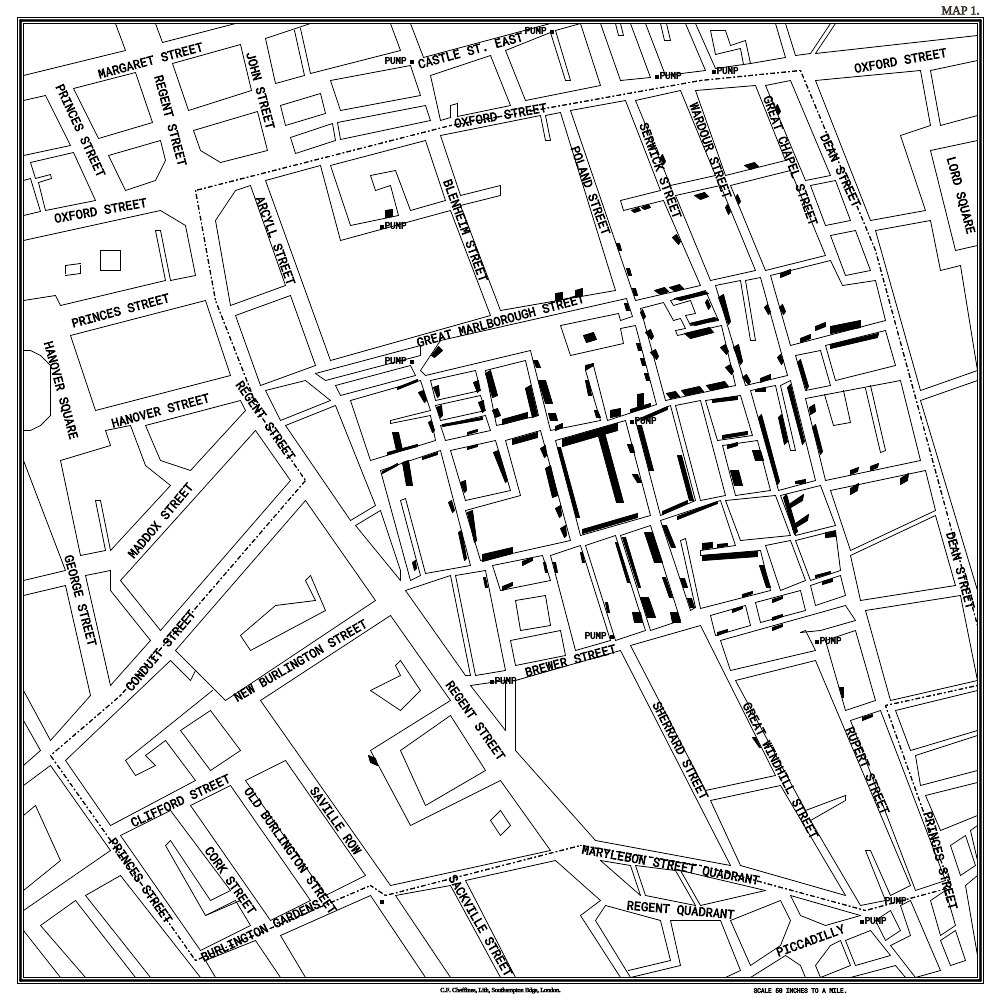 MAP 1.
PUMP
CASTLE ST. EAST
PUMP
MARGARET STREET
JOHN STREET
OXFORD STREET
PUMP
PUMP
PRINCES STREET
REGENT STREET
OXFORD STREET
SERWICK STREET
WARDOUR STREET
GREAT CHAPEL STREET
DEAN STREET
POLAND STREET
LORD SQUARE
BLENHEIM STREET
ARCYLL STREET
OXFORD STREET
PUMP
PRINCES STREET
GREAT MARLBOROUGH STREET
HANOVER SQUARE
PUMP
HANOVER STREET
REGENT STREET
PUMP
MADDOX STREET
GEORGE STREET
DEAN STREET
CONDUIT STREET
NEW BURLINGTON STREET
PUMP
PUMP
BREWER STREET
PUMP
REGENT STREET
SHERRARD STREET
GREAT WINDHILL STREET
RUPERT STREET
CLIFFORD STREET
OLD BURLINGTON STREET
SAVILLE ROW
PRINCES STREET
PRINCES STREET
CORK STREET
MARYLEBON STREET QUADRANT
SACKVILLE STREET
BURLINGTON GARDENS
REGENT QUADRANT
PUMP
PUMP
PICCADILLY
C.F. Cheffines, Lith, Southampton Bdgs, London.
SCALE 50 INCHES TO A MILE.